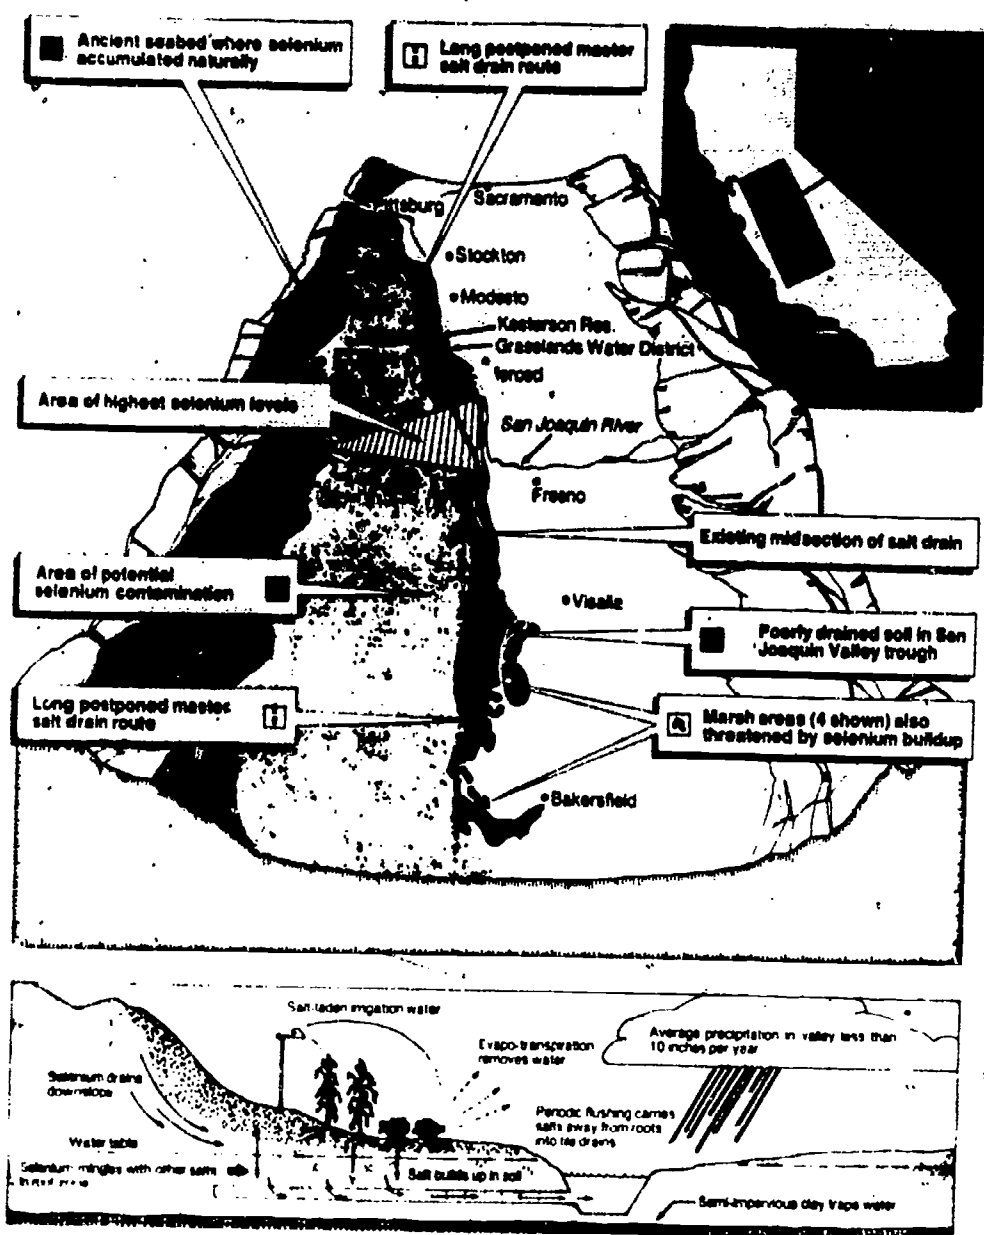 Ancient seabed where selenium
accumulated naturally
Long postponed master
salt drain route
Sacramento
Stockton
Modesto
Kesterson Res.
Grasslands Water District
Area of highest selenium levels
San Joaquin River
Fresno
Existing midsection of salt drain
Area of potential
selenium contamination
Visalia
Poorly drained soil in San
Joaquin Valley trough
Long postponed master
salt drain route
Marsh areas (4 shown) also
threatened by selenium buildup
Bakersfield
Salt-laden irrigation water
Average precipitation in valley less than
10 inches per year
Evapo-transpiration
removes water
Selenium drains
downslope
Periodic flushing carries
salts away from roots
into tile drains
Water table
Selenium mingles with other salts
Salt builds up in soil
Semi-impervious clay traps water